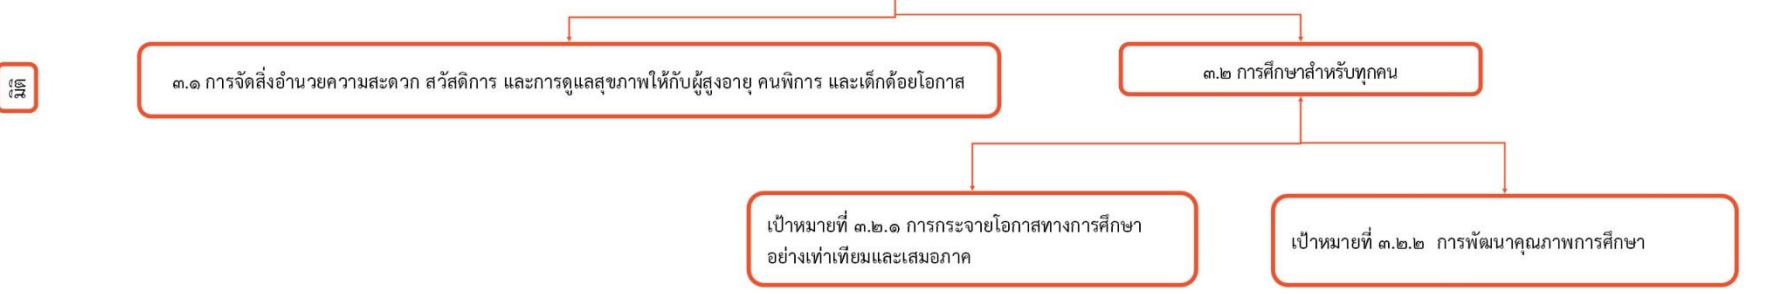 มิติ
๓.๑ การจัดสิ่งอำนวยความสะดวก สวัสดิการ และการดูแลสุขภาพให้กับผู้สูงอายุ คนพิการ และเด็กด้อยโอกาส
๓.๒ การศึกษาสำหรับทุกคน
เป้าหมายที่ ๓.๒.๑ การกระจายโอกาสทางการศึกษา
อย่างเท่าเทียมและเสมอภาค
เป้าหมายที่ ๓.๒.๒ การพัฒนาคุณภาพการศึกษา